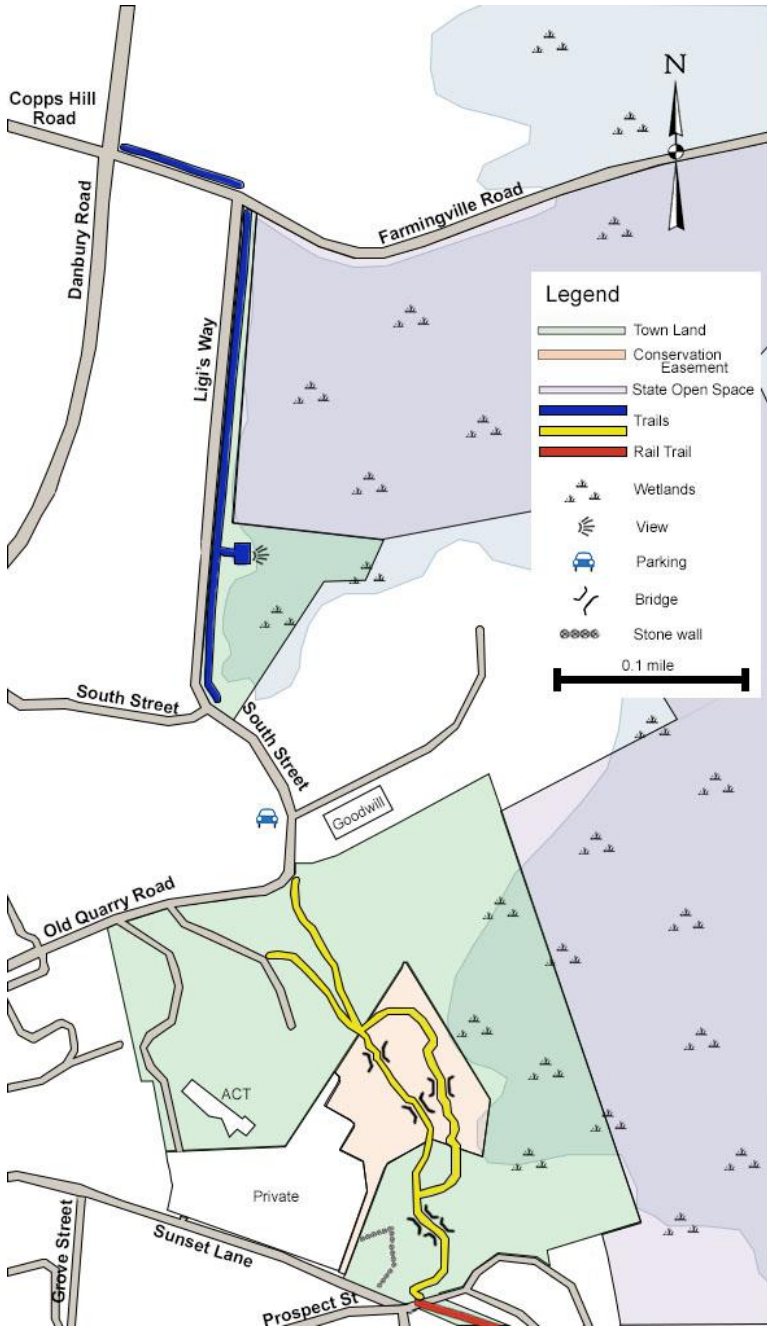 Copps Hill
Road
N
Danbury Road
Farmingville Road
Ligi's Way
Legend
Town Land
Conservation
Easement
State Open Space
Trails
Rail Trail
Wetlands
View
Parking
Bridge
Stone wall
0.1 mile
South Street
South Street
Goodwill
Old Quarry Road
ACT
Private
Grove Street
Sunset Lane
Prospect St